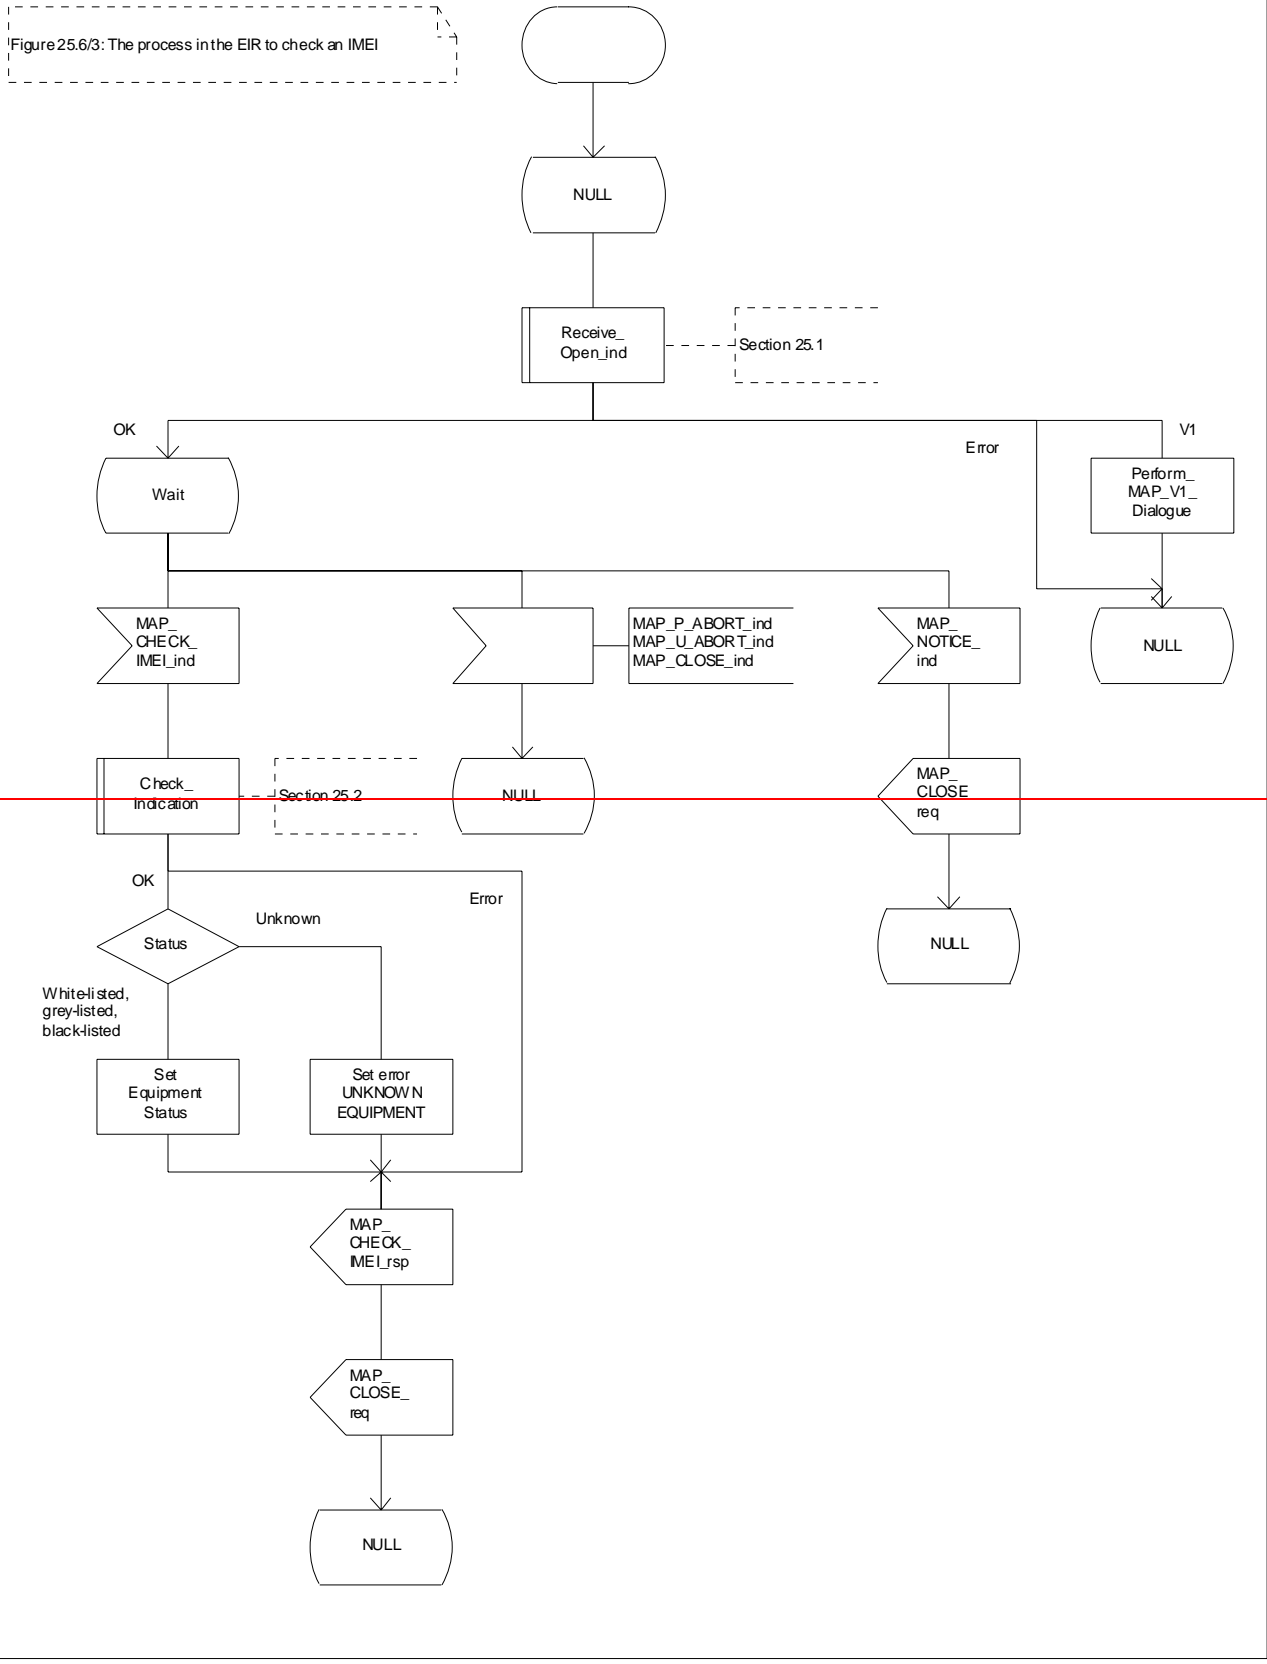 Figure 25.6/3: The process in the EIR to check an IMEI
NULL
Receive_
Open_ind
Section 25.1
OK
Error
V1
Wait
Perform_
MAP_V1_
Dialogue
MAP_
CHECK_
IMEI_ind
MAP_P_ABORT_ind
MAP_U_ABORT_ind
MAP_CLOSE_ind
MAP_
NOTICE_
ind
NULL
Check_
Indication
Section 25.2
NULL
MAP_
CLOSE
req
OK
Error
Unknown
Status
NULL
White-listed,
grey-listed,
black-listed
Set
Equipment
Status
Set error
UNKNOWN
EQUIPMENT
MAP_
CHECK_
IMEI_rsp
MAP_
CLOSE_
req
NULL